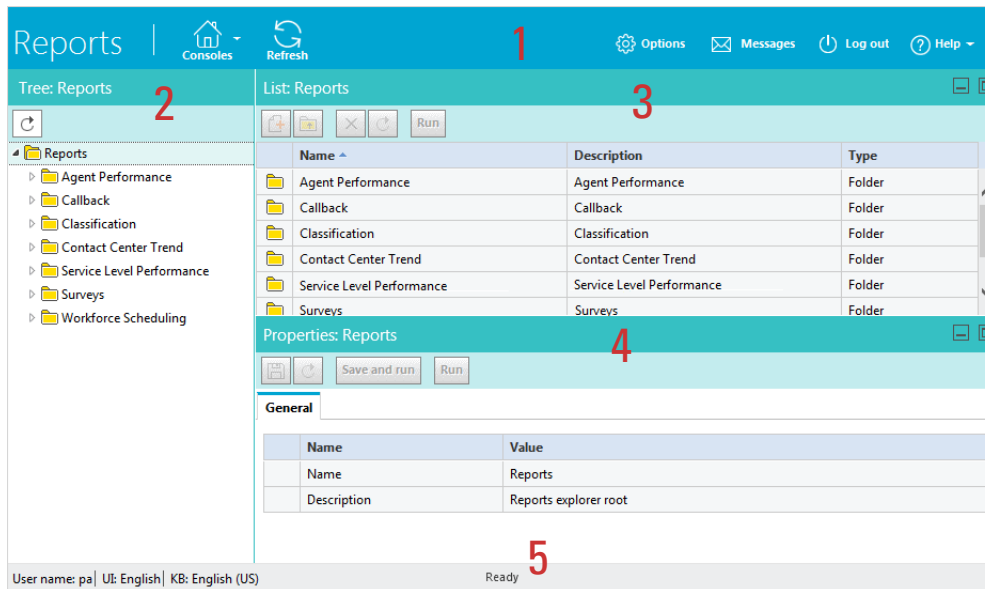 Reports
Consoles
Refresh
1
Options
Messages
Log out
Help
Tree: Reports
2
Reports
Agent Performance
Callback
Classification
Contact Center Trend
Service Level Performance
Surveys
Workforce Scheduling
List: Reports
3
Run
Name Description Type
Agent Performance Agent Performance Folder
Callback Callback Folder
Classification Classification Folder
Contact Center Trend Contact Center Trend Folder
Service Level Performance Service Level Performance Folder
Surveys Surveys Folder
Properties: Reports
4
Save and run Run
General
Name Value
Name Reports
Description Reports explorer root
5
User name: pa UI: English KB: English (US) Ready